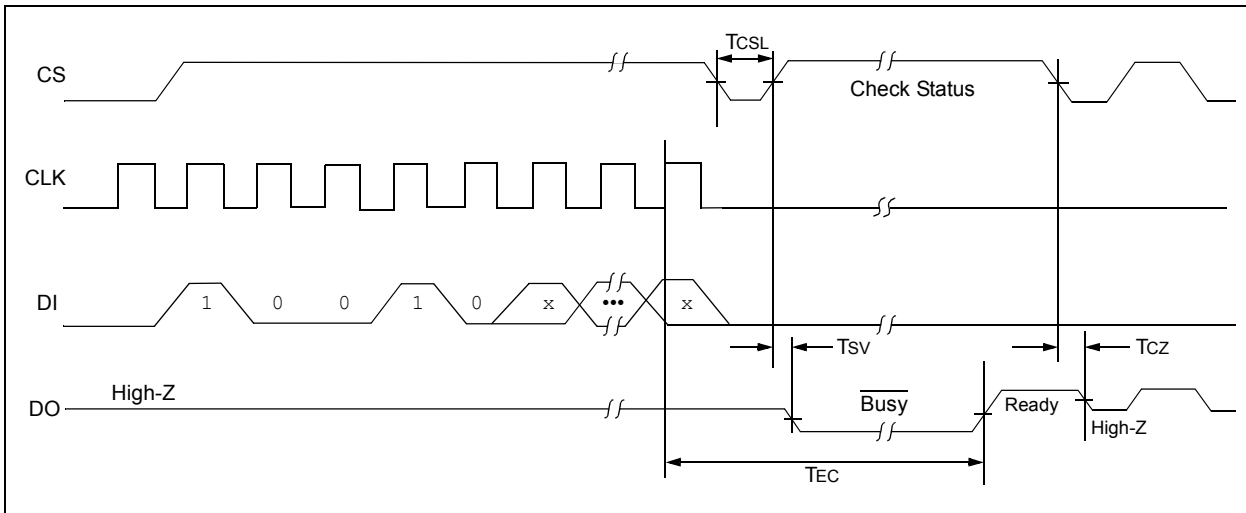 TCSL
CS
Check Status
CLK
DI
1 0 0 1 0 x ••• x
TSV
TCZ
High-Z
DO
Busy
Ready
High-Z
TEC